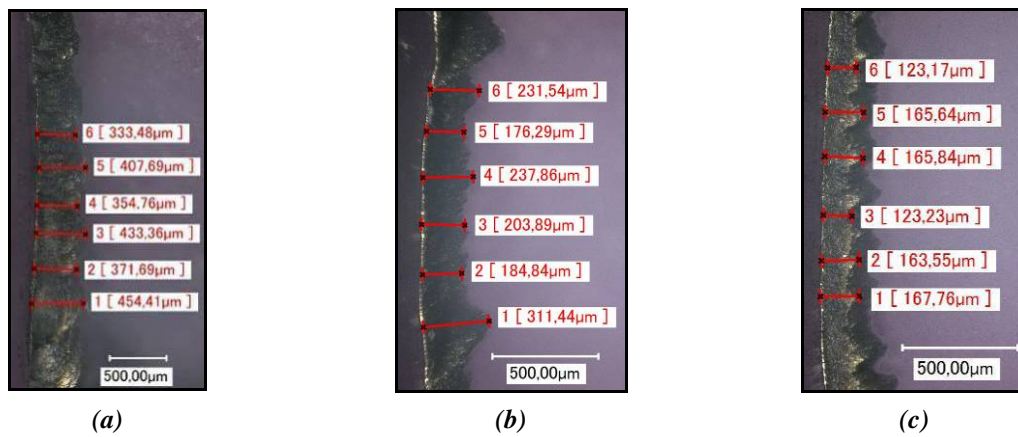 6 [ 333,48µm ]
5 [ 407,69µm ]
4 [ 354,76µm ]
3 [ 433,36µm ]
2 [ 371,69µm ]
1 [ 454,41µm ]
500,00µm
(a)
6 [ 231,54µm ]
5 [ 176,29µm ]
4 [ 237,86µm ]
3 [ 203,89µm ]
2 [ 184,84µm ]
1 [ 311,44µm ]
500,00µm
(b)
6 [ 123,17µm ]
5 [ 165,64µm ]
4 [ 165,84µm ]
3 [ 123,23µm ]
2 [ 163,55µm ]
1 [ 167,76µm ]
500,00µm
(c)